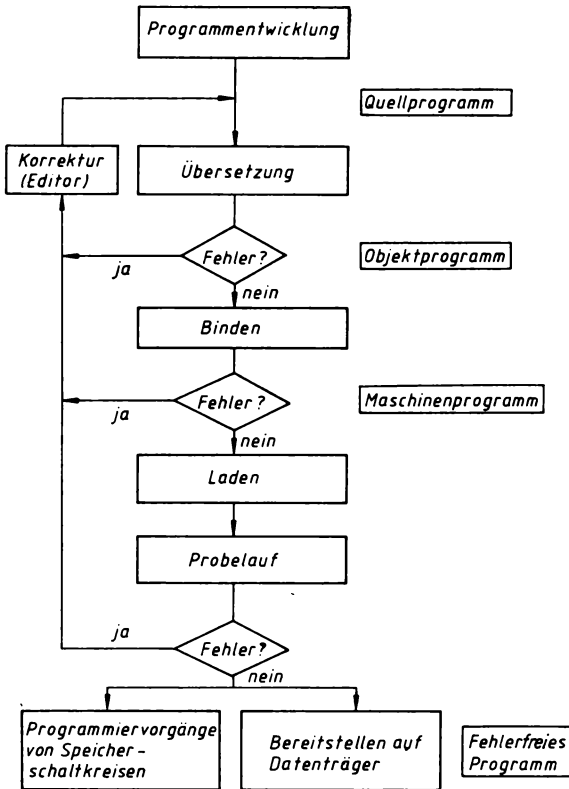 Programmentwicklung
Quellprogramm
Korrektur
(Editor)
Übersetzung
Fehler?
ja
Objektprogramm
nein
Binden
Fehler?
ja
Maschinenprogramm
nein
Laden
Probelauf
ja
Fehler?
nein
Programmiervorgänge
von Speicher-
schaltkreisen
Bereitstellen auf
Datenträger
Fehlerfreies
Programm